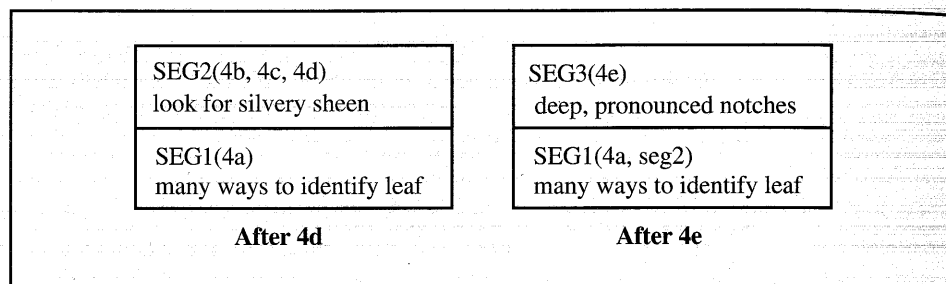 SEG2(4b, 4c, 4d)
look for silvery sheen
SEG1(4a)
many ways to identify leaf
After 4d
SEG3(4e)
deep, pronounced notches
SEG1(4a, seg2)
many ways to identify leaf
After 4e